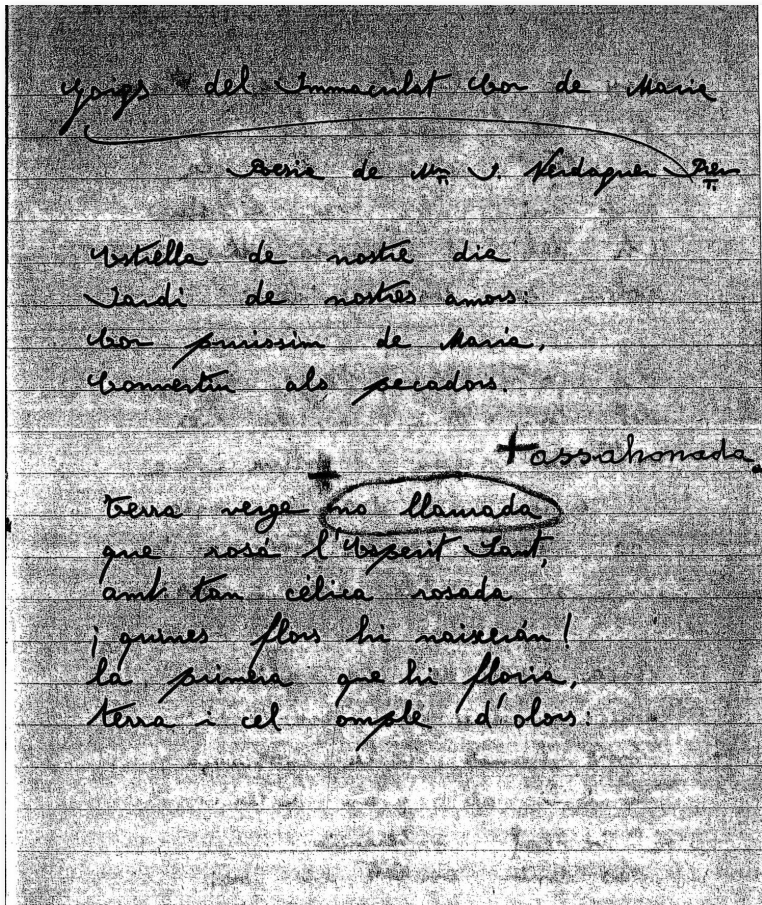 Goigs del Immaculat Cor de Maria
Poesia de Mn J. Verdaguer Pre
Estrella de nostre dia
Jardí de nostres amors:
Cor puríssim de Maria,
Convertiu als pecadors.
+ assahonada.
+
terra verge no llaurada
que rosá l'Esperit Sant,
amb tan célica rosada
¡quines flors hi naixerán!
la primera que hi floria,
terra i cel omple d'olors: